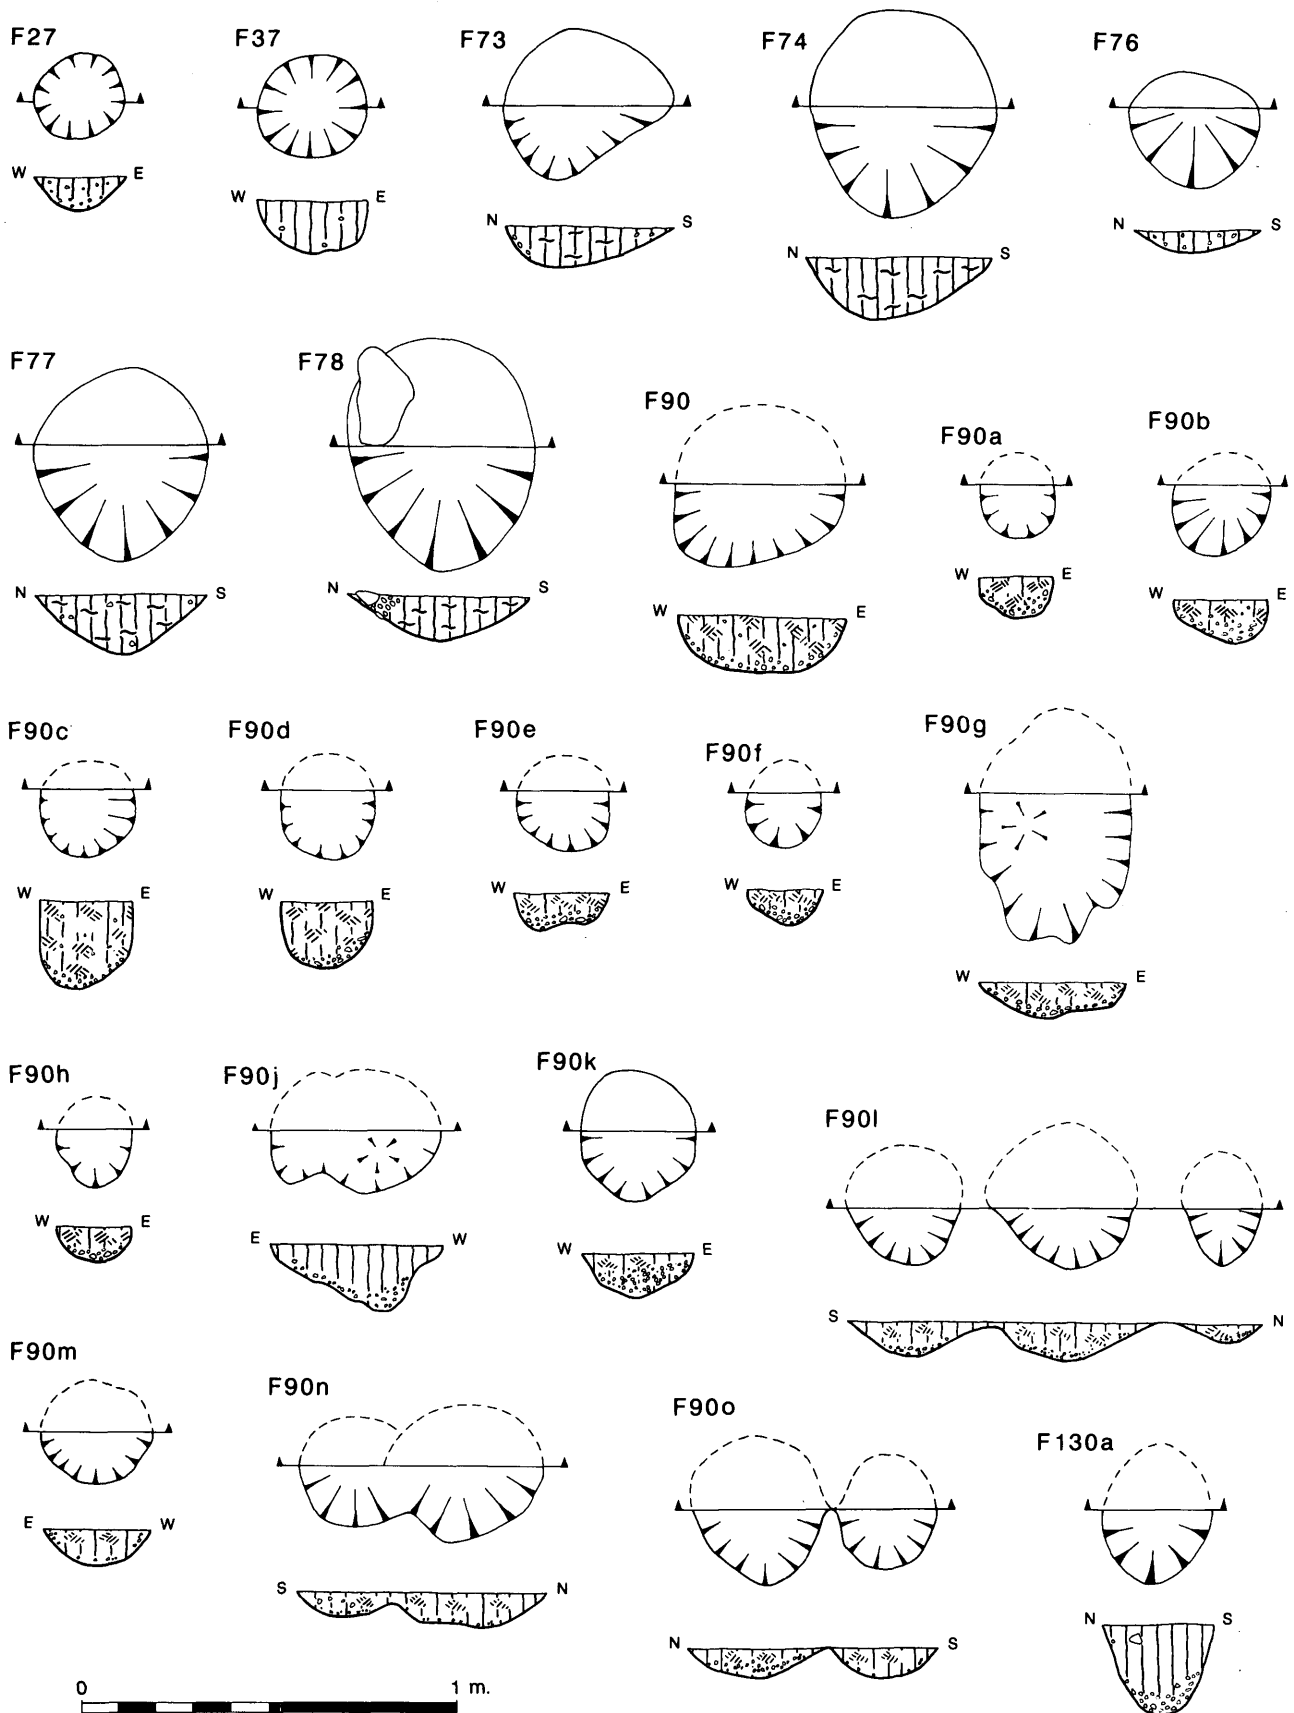 F27
W E
F37
W E
F73
N S
F74
N S
F76
N S
F77
N S
F78
N S
F90
W E
F90a
W E
F90b
W E
F90c
W E
F90d
W E
F90e
W E
F90f
W E
F90g
W E
F90h
W E
F90j
E W
F90k
W E
F90l
S N
F90m
E W
F90n
S N
F90o
N S
F130a
N S
0 1 m.